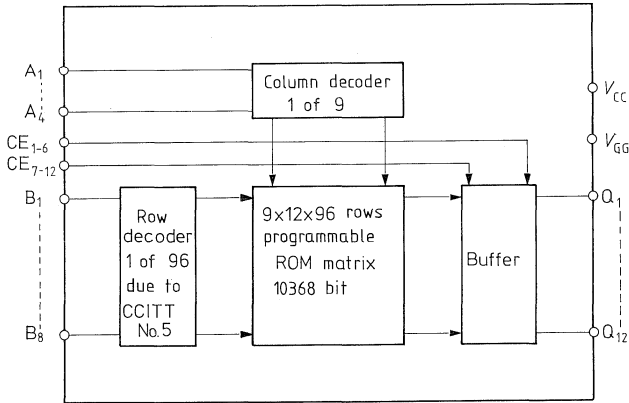 A1
A4
CE1-6
CE7-12
B1
B8
Column decoder
1 of 9
VCC
VGG
Row
decoder
1 of 96
due to
CCITT
No.5
9x12x96 rows
programmable
ROM matrix
10368 bit
Buffer
Q1
Q12